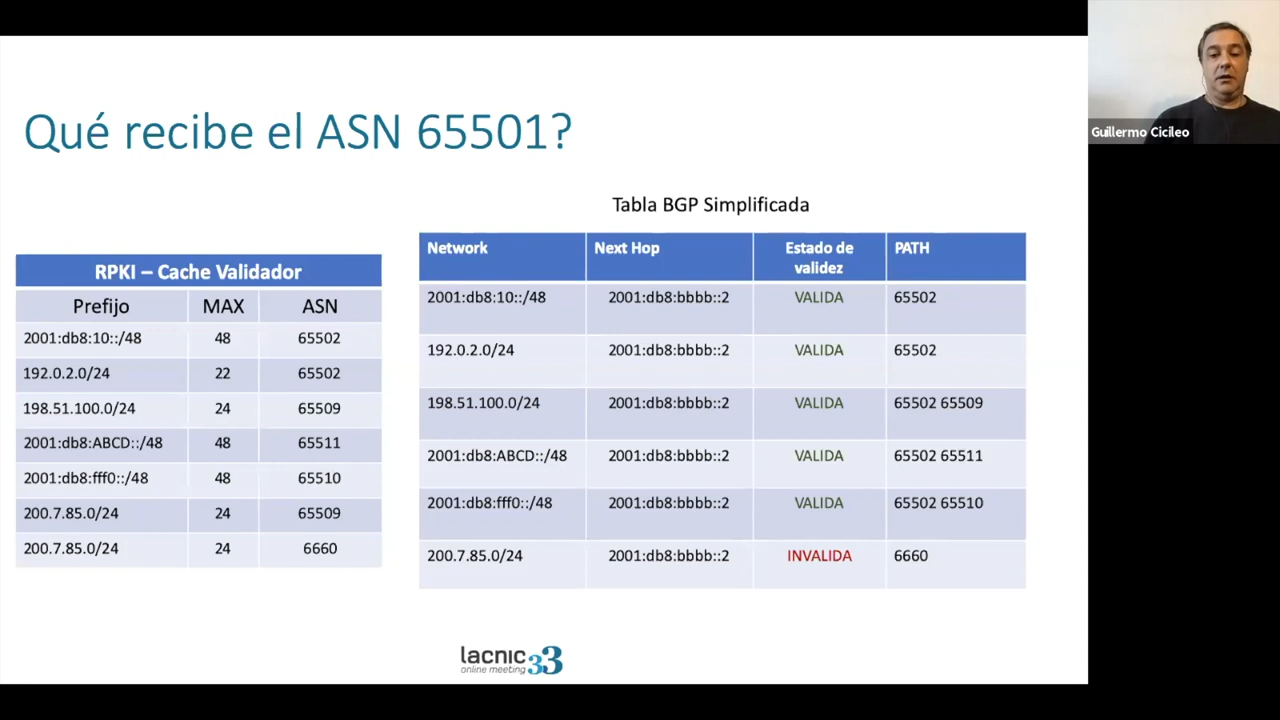 Guillermo Cicileo
Qué recibe el ASN 65501?
Tabla BGP Simplificada
RPKI – Cache Validador
Prefijo MAX ASN
2001:db8:10::/48 48 65502
192.0.2.0/24 22 65502
198.51.100.0/24 24 65509
2001:db8:ABCD::/48 48 65511
2001:db8:fff0::/48 48 65510
200.7.85.0/24 24 65509
200.7.85.0/24 24 6660
Network Next Hop Estado de PATH
validez
2001:db8:10::/48 2001:db8:bbbb::2 VALIDA 65502
192.0.2.0/24 2001:db8:bbbb::2 VALIDA 65502
198.51.100.0/24 2001:db8:bbbb::2 VALIDA 65502 65509
2001:db8:ABCD::/48 2001:db8:bbbb::2 VALIDA 65502 65511
2001:db8:fff0::/48 2001:db8:bbbb::2 VALIDA 65502 65510
200.7.85.0/24 2001:db8:bbbb::2 INVALIDA 6660
lacnic 33
online meeting